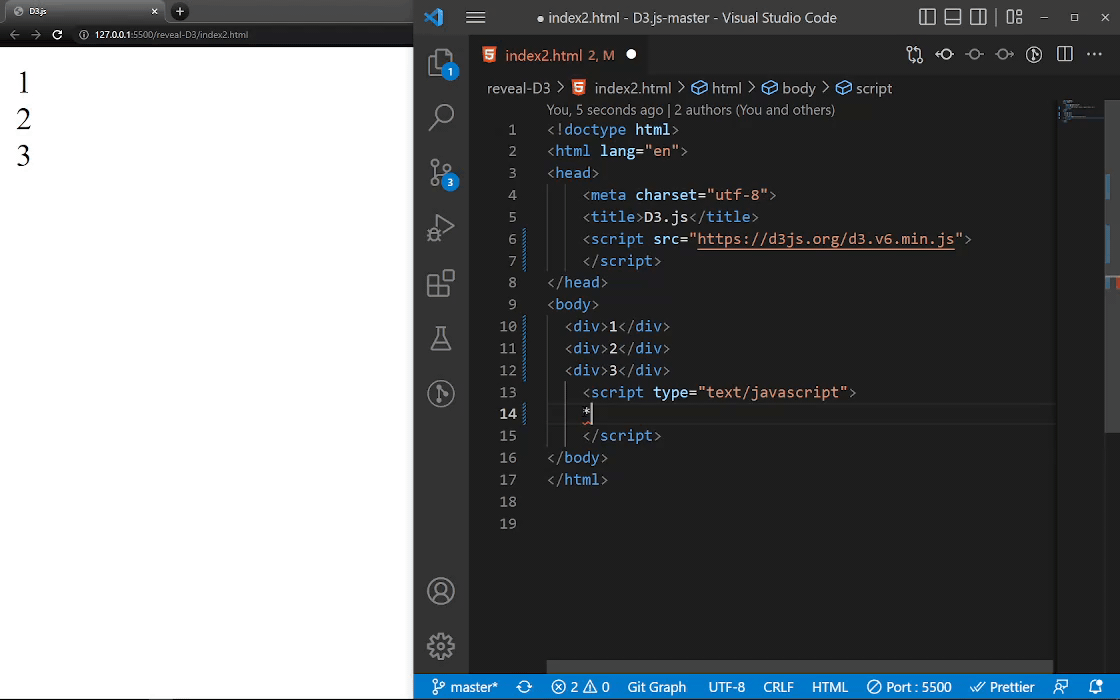 D3.js
127.0.0.1:5500/reveal-D3/index2.html
1
2
3
● index2.html - D3.js-master - Visual Studio Code
index2.html 2, M
reveal-D3 > index2.html > html > body > script
You, 5 seconds ago | 2 authors (You and others)
1 <!doctype html>
2 <html lang="en">
3 <head>
4 <meta charset="utf-8">
5 <title>D3.js</title>
6 <script src="https://d3js.org/d3.v6.min.js">
7 </script>
8 </head>
9 <body>
10 <div>1</div>
11 <div>2</div>
12 <div>3</div>
13 <script type="text/javascript">
14 *
15 </script>
16 </body>
17 </html>
18
19
1
3
master* 2 0 Git Graph UTF-8 CRLF HTML Port : 5500 Prettier